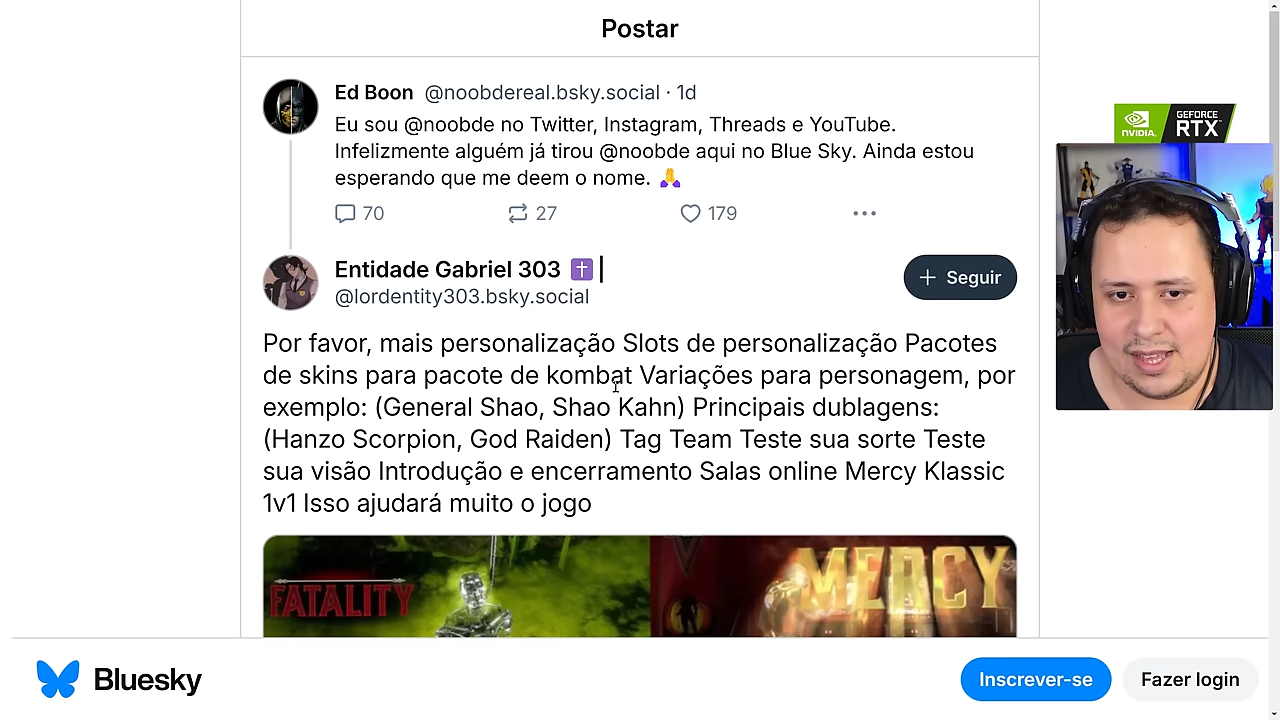 Postar
Ed Boon @noobdereal.bsky.social · 1d
Eu sou @noobde no Twitter, Instagram, Threads e YouTube.
Infelizmente alguém já tirou @noobde aqui no Blue Sky. Ainda estou
esperando que me deem o nome. 🙏
70 27 179
Entidade Gabriel 303 ✝️ |
@lordentity303.bsky.social
+ Seguir
Por favor, mais personalização Slots de personalização Pacotes
de skins para pacote de kombat Variações para personagem, por
exemplo: (General Shao, Shao Kahn) Principais dublagens:
(Hanzo Scorpion, God Raiden) Tag Team Teste sua sorte Teste
sua visão Introdução e encerramento Salas online Mercy Klassic
1v1 Isso ajudará muito o jogo
FATALITY
MERCY
NVIDIA.
GEFORCE
RTX
Bluesky
Inscrever-se
Fazer login